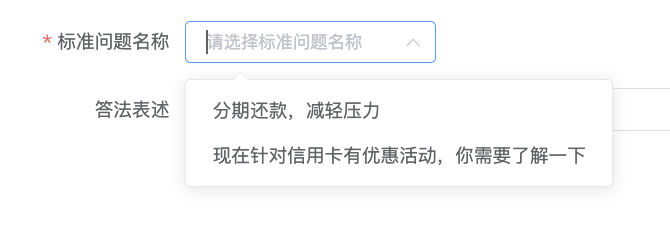 * 标准问题名称 请选择标准问题名称
答法表述
分期还款，减轻压力
现在针对信用卡有优惠活动，你需要了解一下